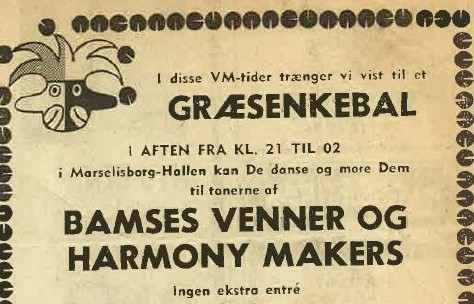 I disse VM-tider trænger vi vist til et
GRÆSENKEBAL
I AFTEN FRA KL. 21 TIL 02
i Marselisborg-Hallen kan De danse og more Dem
til tonerne af
BAMSES VENNER OG
HARMONY MAKERS
Ingen ekstra entré